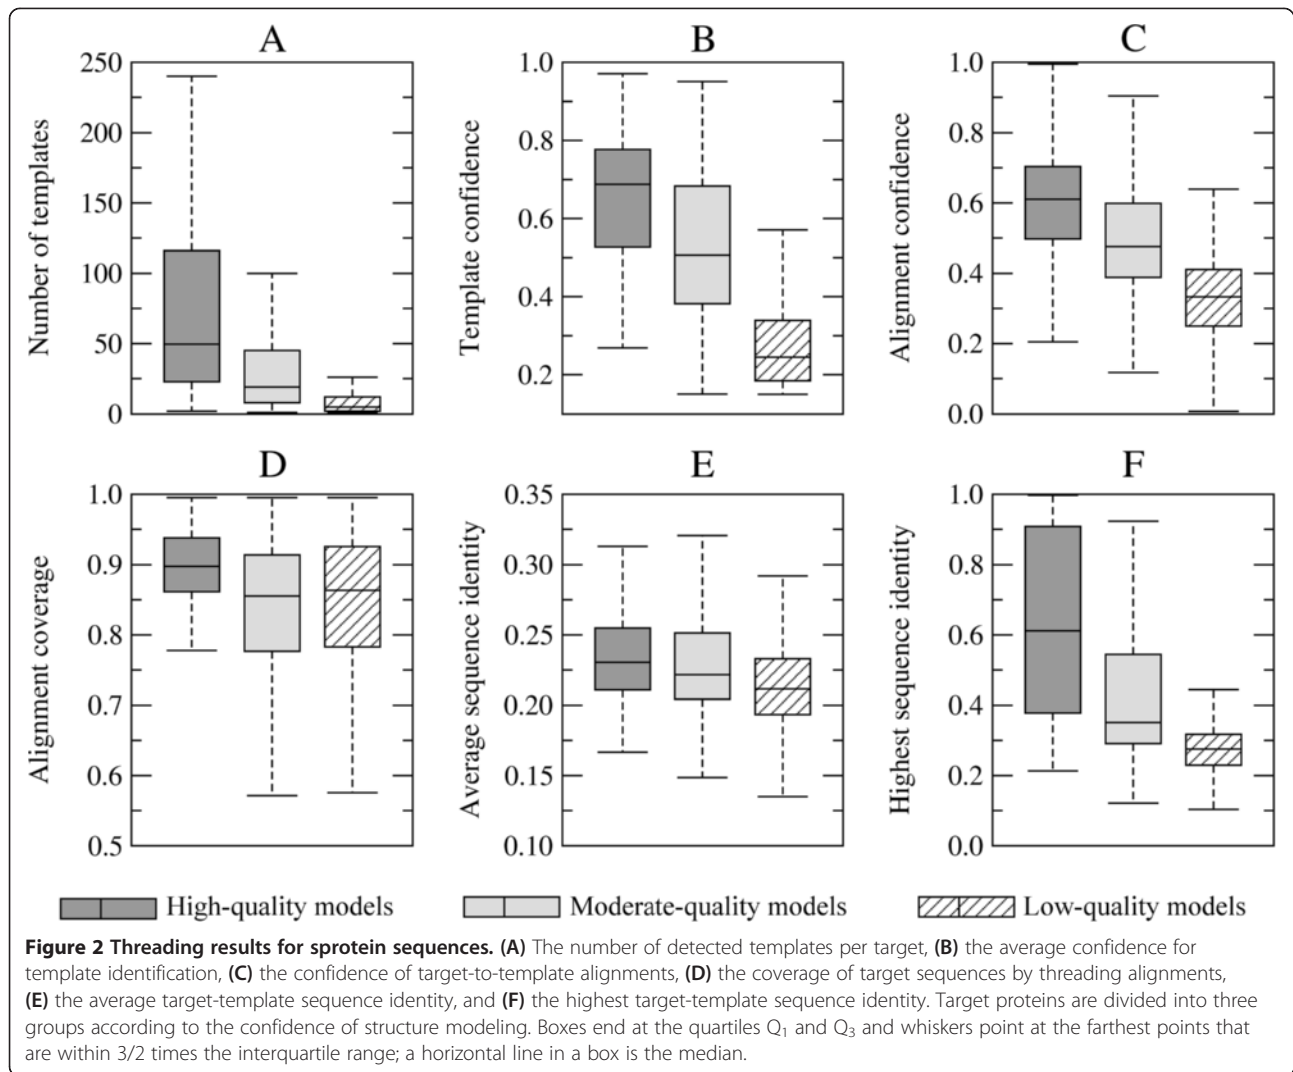 A
B
C
250
200
150
100
50
0
Number of templates
1.0
0.8
0.6
0.4
0.2
Template confidence
1.0
0.8
0.6
0.4
0.2
0.0
Alignment confidence
D
E
F
1.0
0.9
0.8
0.7
0.6
0.5
Alignment coverage
0.35
0.30
0.25
0.20
0.15
0.10
Average sequence identity
1.0
0.8
0.6
0.4
0.2
0.0
Highest sequence identity
High-quality models
Moderate-quality models
Low-quality models
Figure 2 Threading results for sprotein sequences. (A) The number of detected templates per target, (B) the average confidence for
template identification, (C) the confidence of target-to-template alignments, (D) the coverage of target sequences by threading alignments,
(E) the average target-template sequence identity, and (F) the highest target-template sequence identity. Target proteins are divided into three
groups according to the confidence of structure modeling. Boxes end at the quartiles Q1 and Q3 and whiskers point at the farthest points that
are within 3/2 times the interquartile range; a horizontal line in a box is the median.